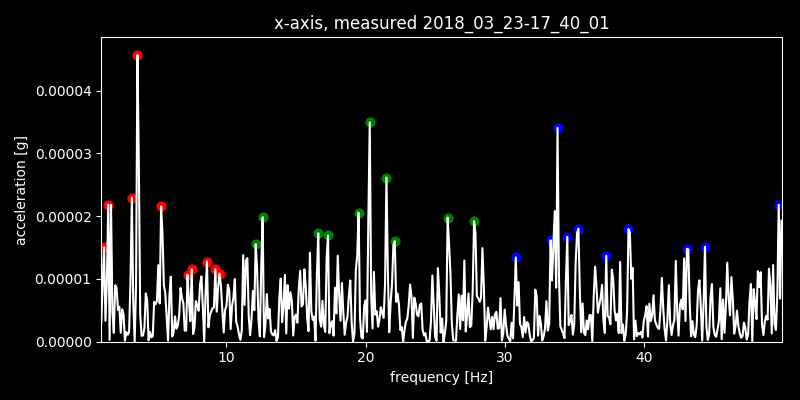 x-axis, measured 2018_03_23-17_40_01
acceleration [g]
0.00004
0.00003
0.00002
0.00001
0.00000
10 20 30 40
frequency [Hz]